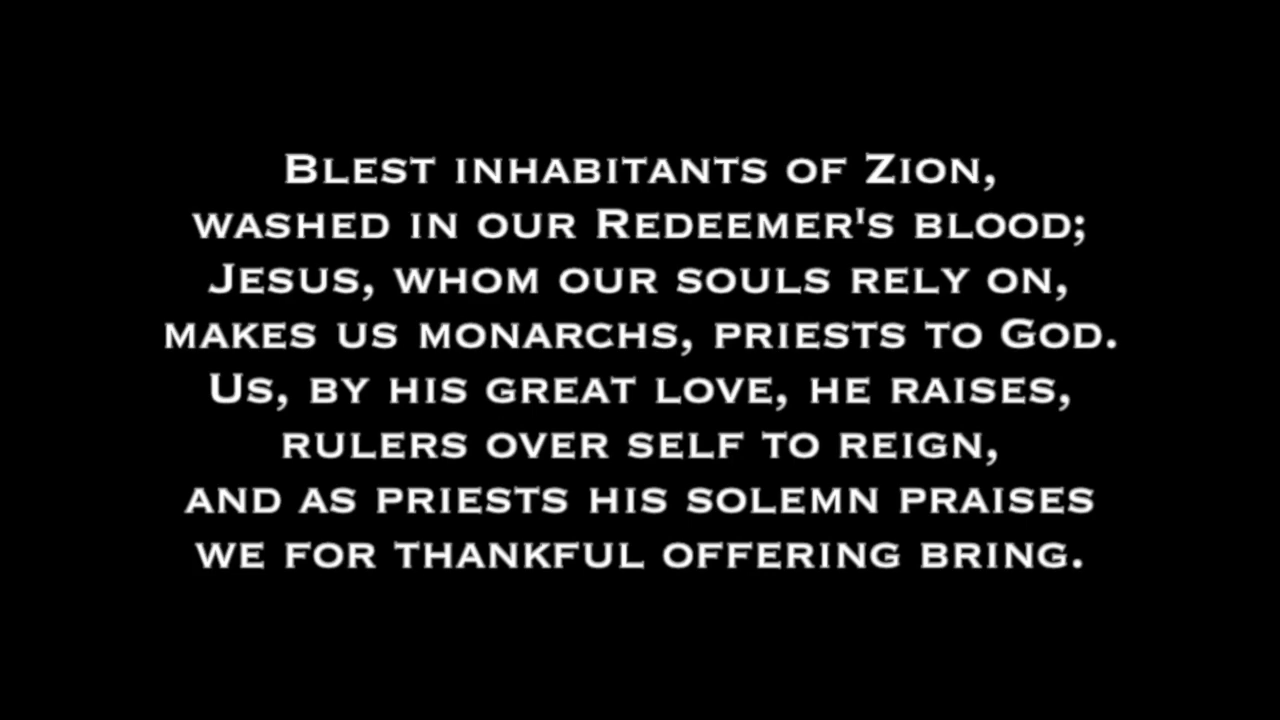 Blest inhabitants of Zion,
washed in our Redeemer's blood;
Jesus, whom our souls rely on,
makes us monarchs, priests to God.
Us, by his great love, he raises,
rulers over self to reign,
and as priests his solemn praises
we for thankful offering bring.